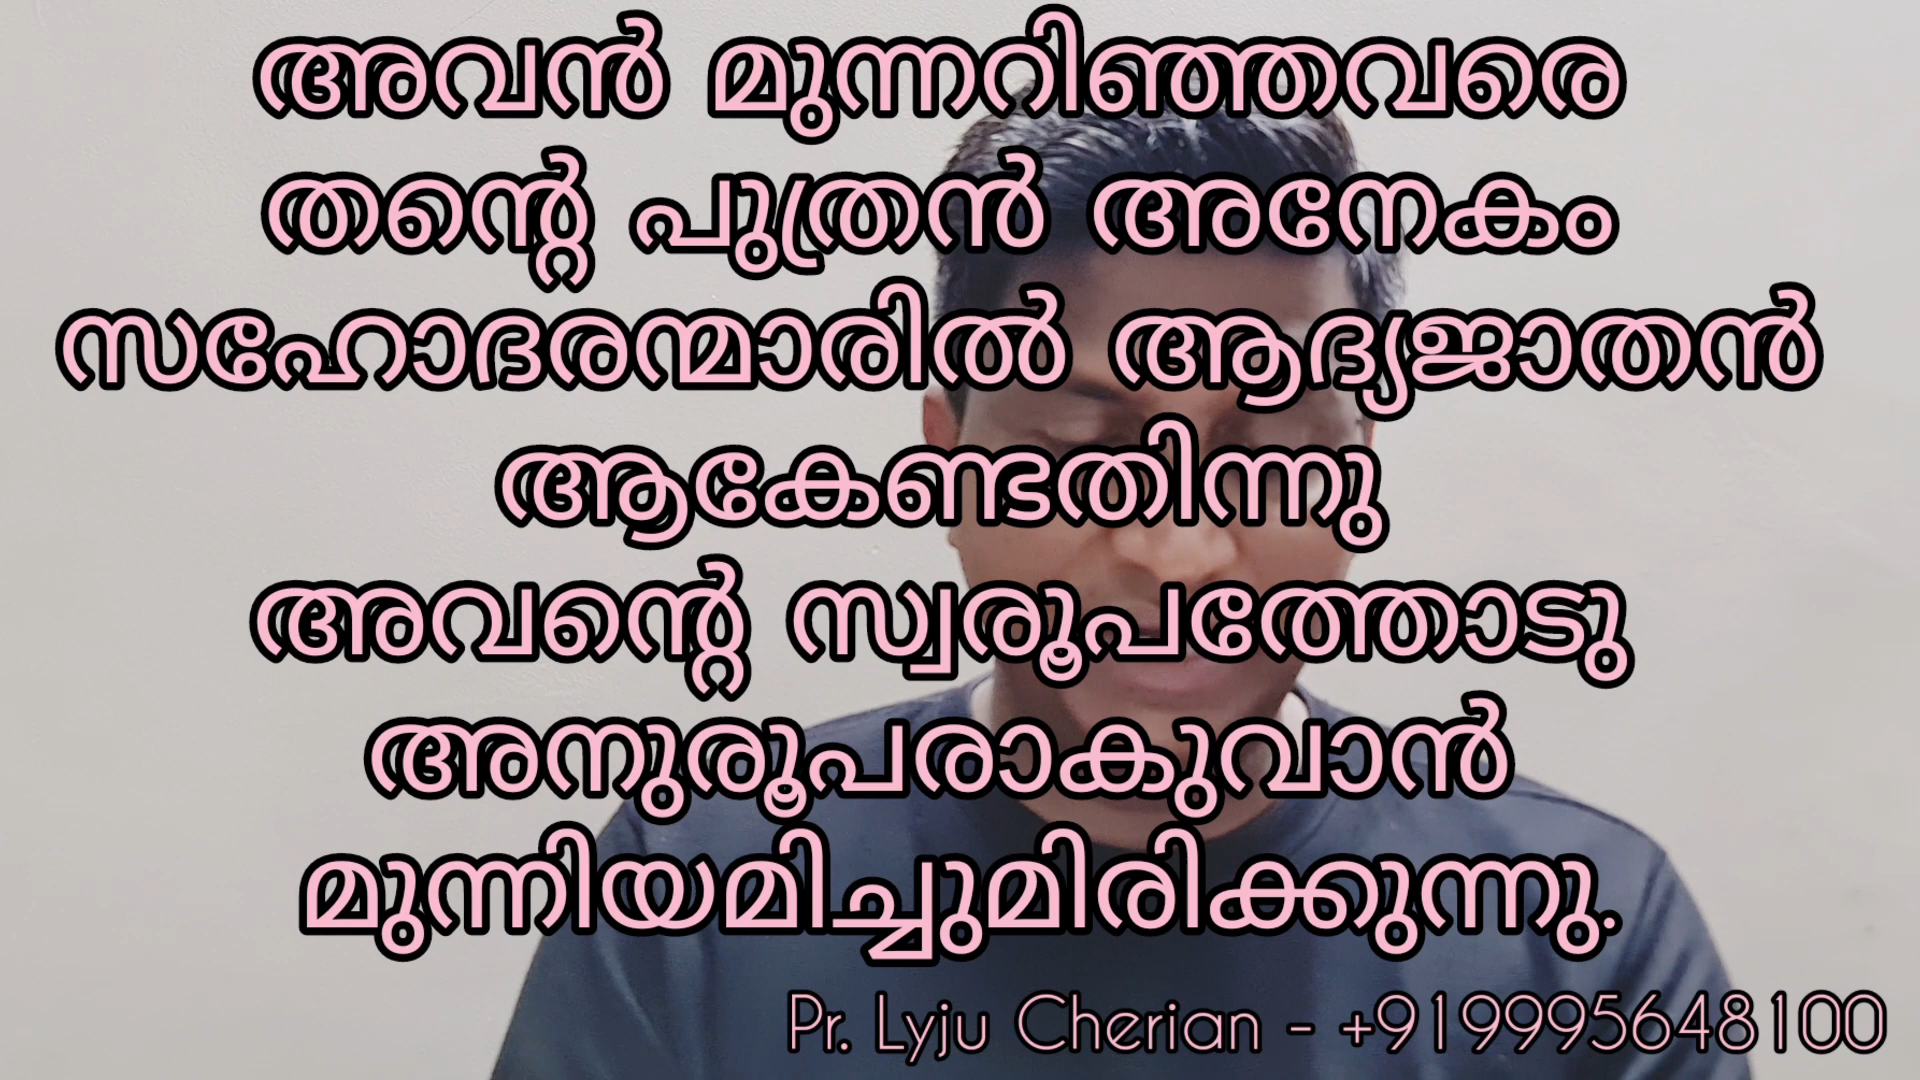 അവൻ മുന്നറിഞ്ഞവരെ
തന്റെ പുത്രൻ അനേകം
സഹോദരന്മാരിൽ ആദ്യജാതൻ
ആകേണ്ടതിന്നു
അവന്റെ സ്വരൂപത്തോടു
അനുരൂപരാകുവാൻ
മുന്നിയമിച്ചുമിരിക്കുന്നു.
Pr. Lyju Cherian - +919995648100